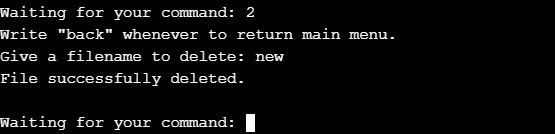 Waiting for your command: 2
Write "back" whenever to return main menu.
Give a filename to delete: new
File successfully deleted.
Waiting for your command: